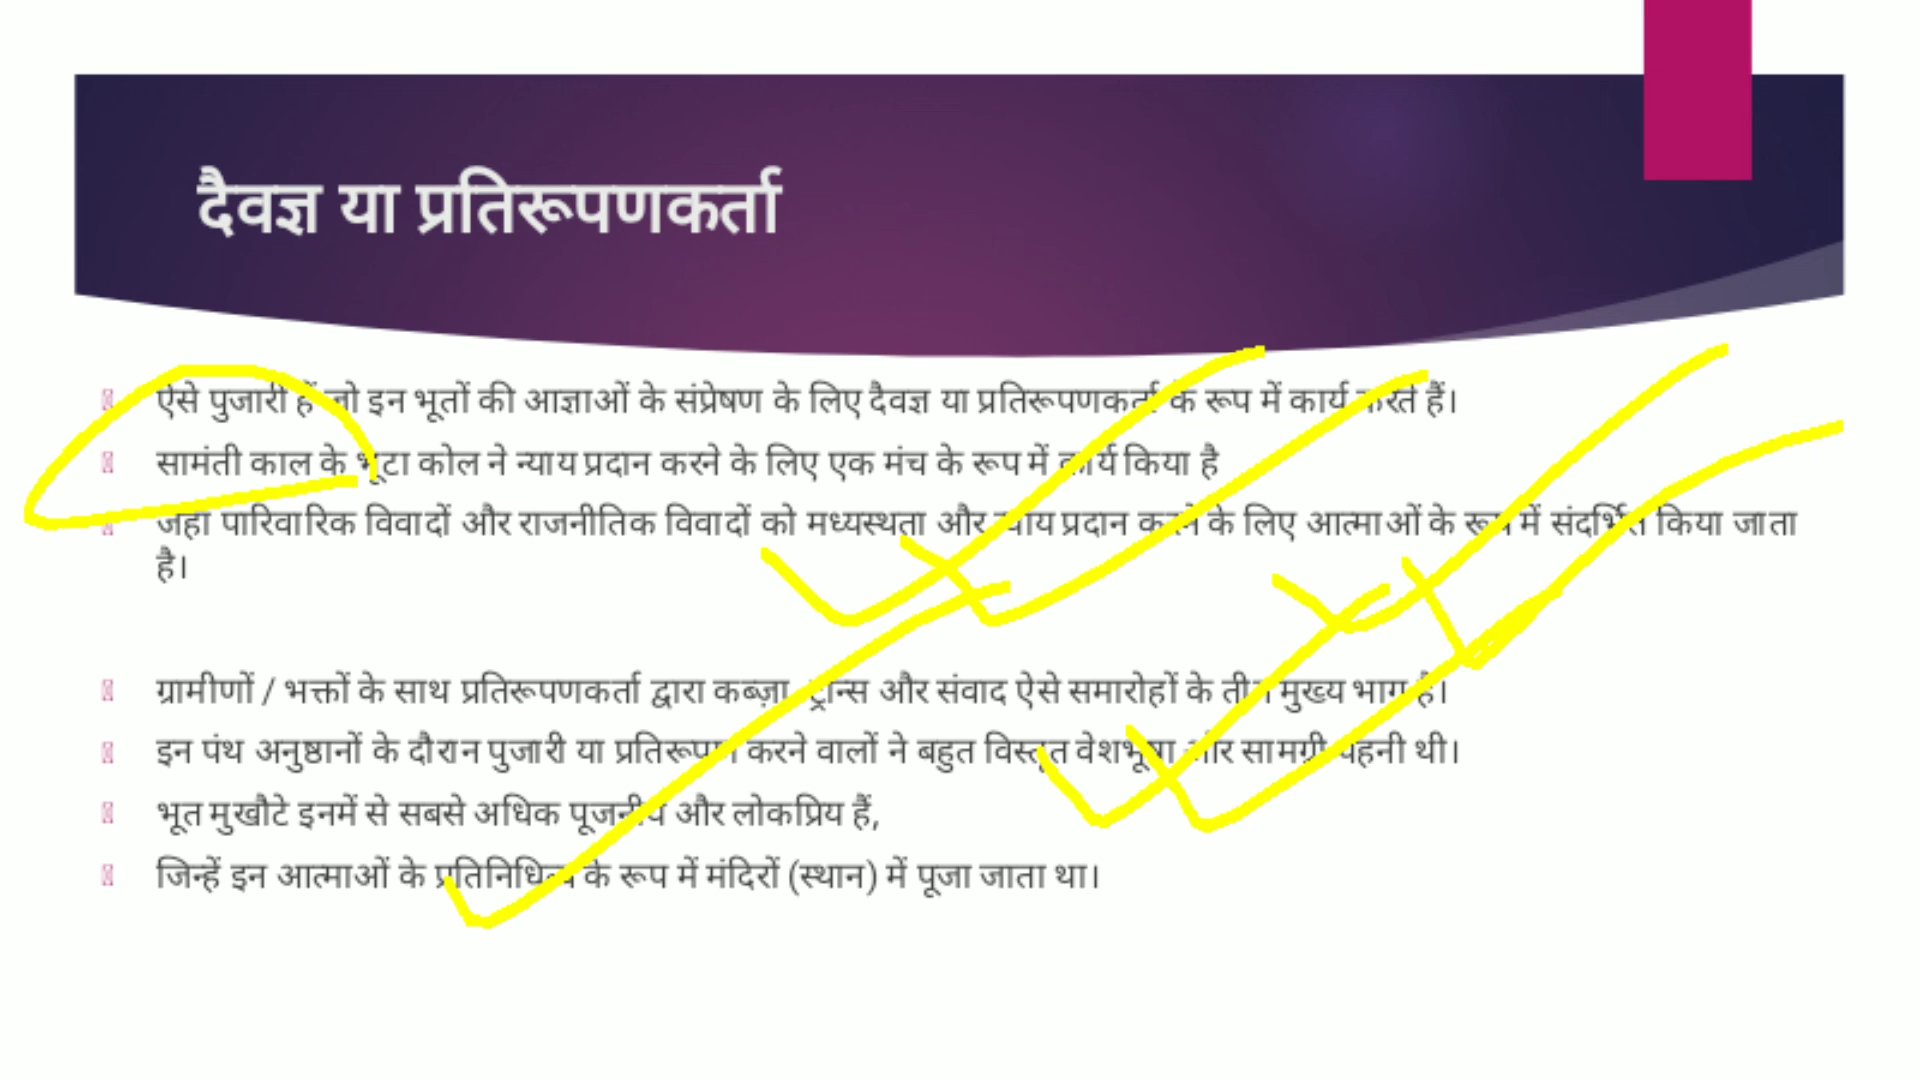 दैवज्ञ या प्रतिरूपणकर्ता
ऐसे पुजारी हैं जो इन भूतों की आज्ञाओं के संप्रेषण के लिए दैवज्ञ या प्रतिरूपणकर्ता के रूप में कार्य करते हैं।
सामंती काल के भूटा कोल ने न्याय प्रदान करने के लिए एक मंच के रूप में कार्य किया है
जहां पारिवारिक विवादों और राजनीतिक विवादों को मध्यस्थता और न्याय प्रदान करने के लिए आत्माओं के रूप में संदर्भित किया जाता
है।
ग्रामीणों / भक्तों के साथ प्रतिरूपणकर्ता द्वारा कब्ज़ा, ट्रान्स और संवाद ऐसे समारोहों के तीन मुख्य भाग है।
इन पंथ अनुष्ठानों के दौरान पुजारी या प्रतिरूपण करने वालों ने बहुत विस्तृत वेशभूषा और सामग्री पहनी थी।
भूत मुखौटे इनमें से सबसे अधिक पूजनीय और लोकप्रिय हैं,
जिन्हें इन आत्माओं के प्रतिनिधित्व के रूप में मंदिरों (स्थान) में पूजा जाता था।